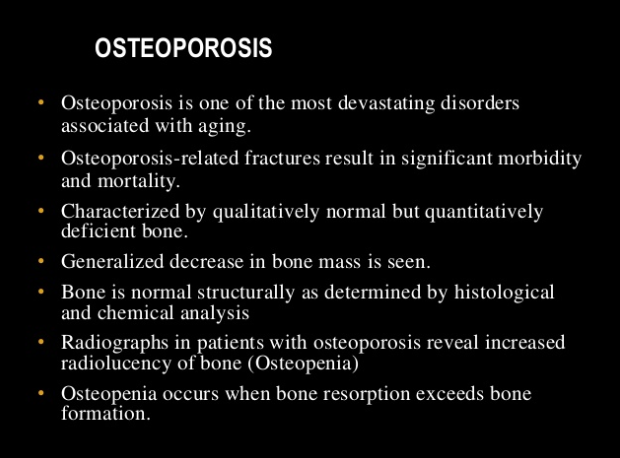 OSTEOPOROSIS
• Osteoporosis is one of the most devastating disorders
associated with aging.
• Osteoporosis-related fractures result in significant morbidity
and mortality.
• Characterized by qualitatively normal but quantitatively
deficient bone.
• Generalized decrease in bone mass is seen.
• Bone is normal structurally as determined by histological
and chemical analysis
• Radiographs in patients with osteoporosis reveal increased
radiolucency of bone (Osteopenia)
• Osteopenia occurs when bone resorption exceeds bone
formation.